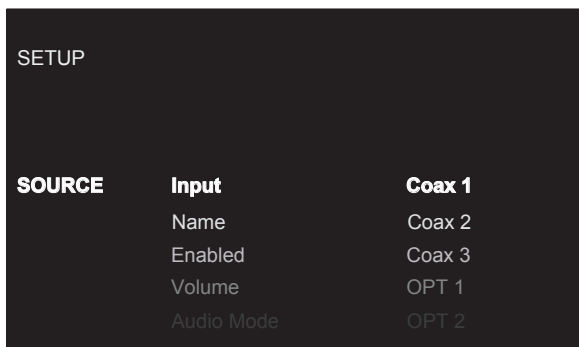 SETUP
SOURCE Input Coax 1
Name Coax 2
Enabled Coax 3
Volume OPT 1
Audio Mode OPT 2